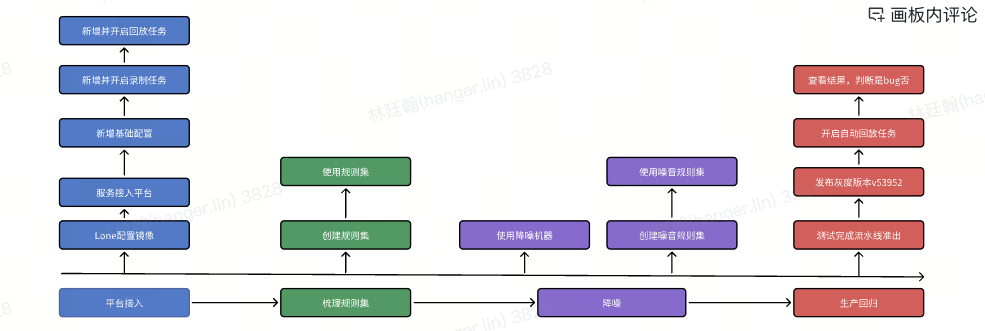 画板内评论
新增并开启回放任务
新增并开启录制任务
查看结果，判断是bug否
林廷翰(hanger.lin) 3828
新增基础配置
开启自动回放任务
使用规则集
使用噪音规则集
服务接入平台
发布灰度版本v53952
Lone配置镜像
创建规则集
使用降噪机器
创建噪音规则集
测试完成流水线准出
平台接入
梳理规则集
降噪
生产回归